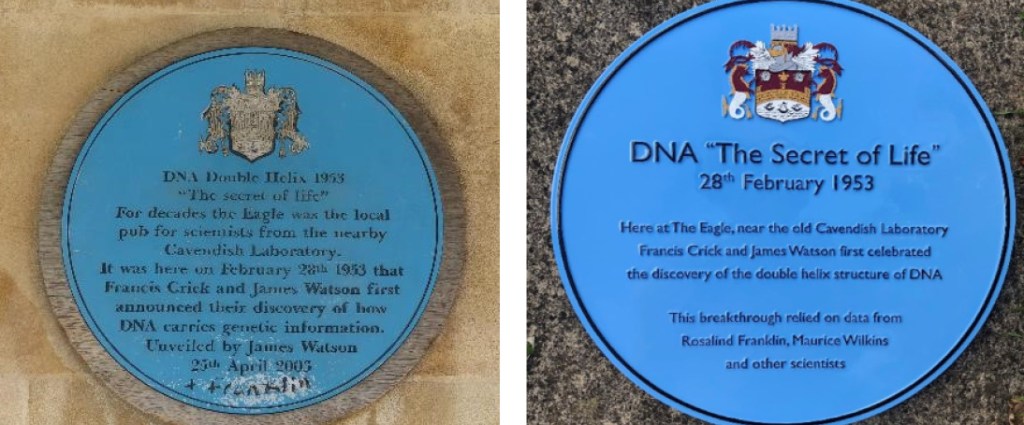 DNA Double Helix 1953
"The secret of life"
For decades the Eagle was the local
pub for scientists from the nearby
Cavendish Laboratory.
It was here on February 28th 1953 that
Francis Crick and James Watson first
announced their discovery of how
DNA carries genetic information.
Unveiled by James Watson
25th April 2003
+ Franklin
DNA "The Secret of Life"
28th February 1953
Here at The Eagle, near the old Cavendish Laboratory
Francis Crick and James Watson first celebrated
the discovery of the double helix structure of DNA
This breakthrough relied on data from
Rosalind Franklin, Maurice Wilkins
and other scientists